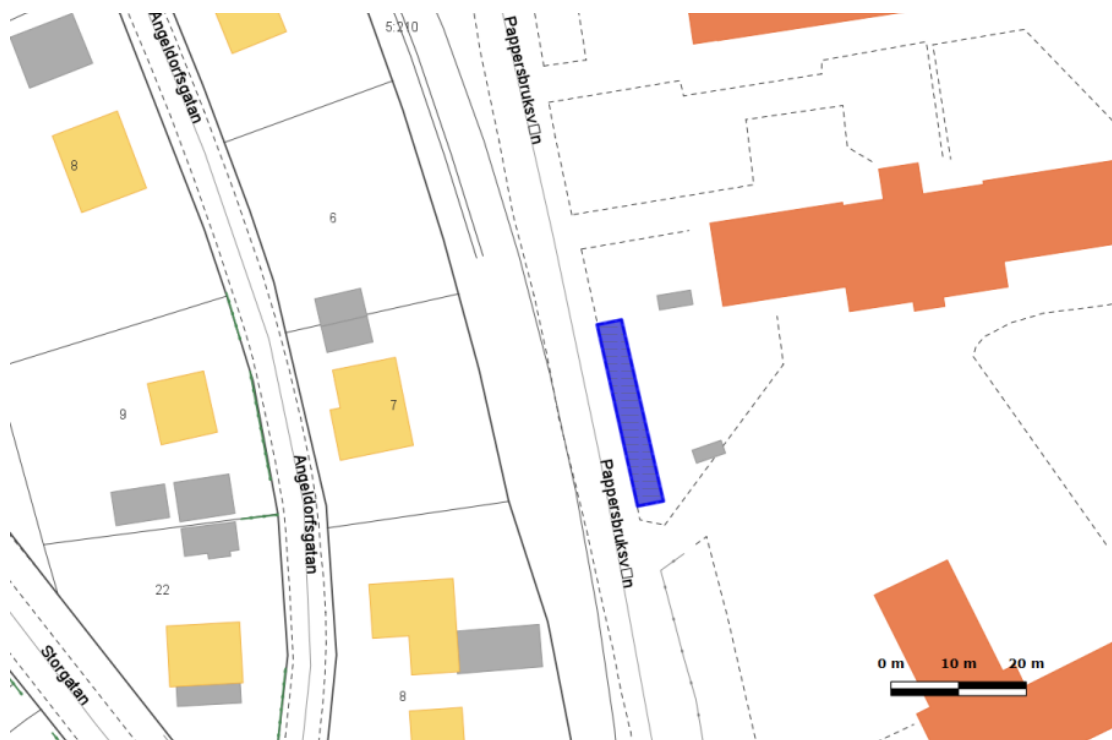 5:210
Angeldorfsgatan
Pappersbruksv▯n
8
6
7
9
Angeldorfsgatan
Pappersbruksv▯n
22
Storgatan
8
0 m 10 m 20 m